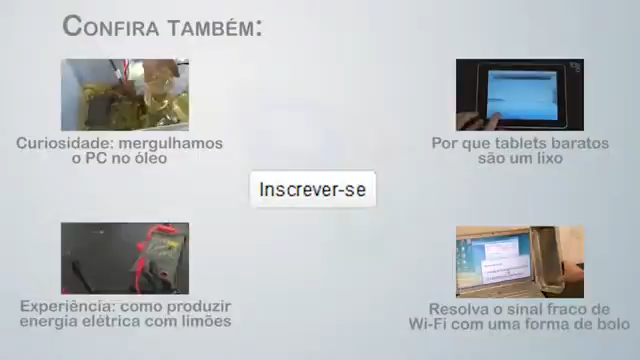 Confira Também:
Curiosidade: mergulhamos
o PC no óleo
Por que tablets baratos
são um lixo
Inscrever-se
Experiência: como produzir
energia elétrica com limões
Resolva o sinal fraco de
Wi-Fi com uma forma de bolo